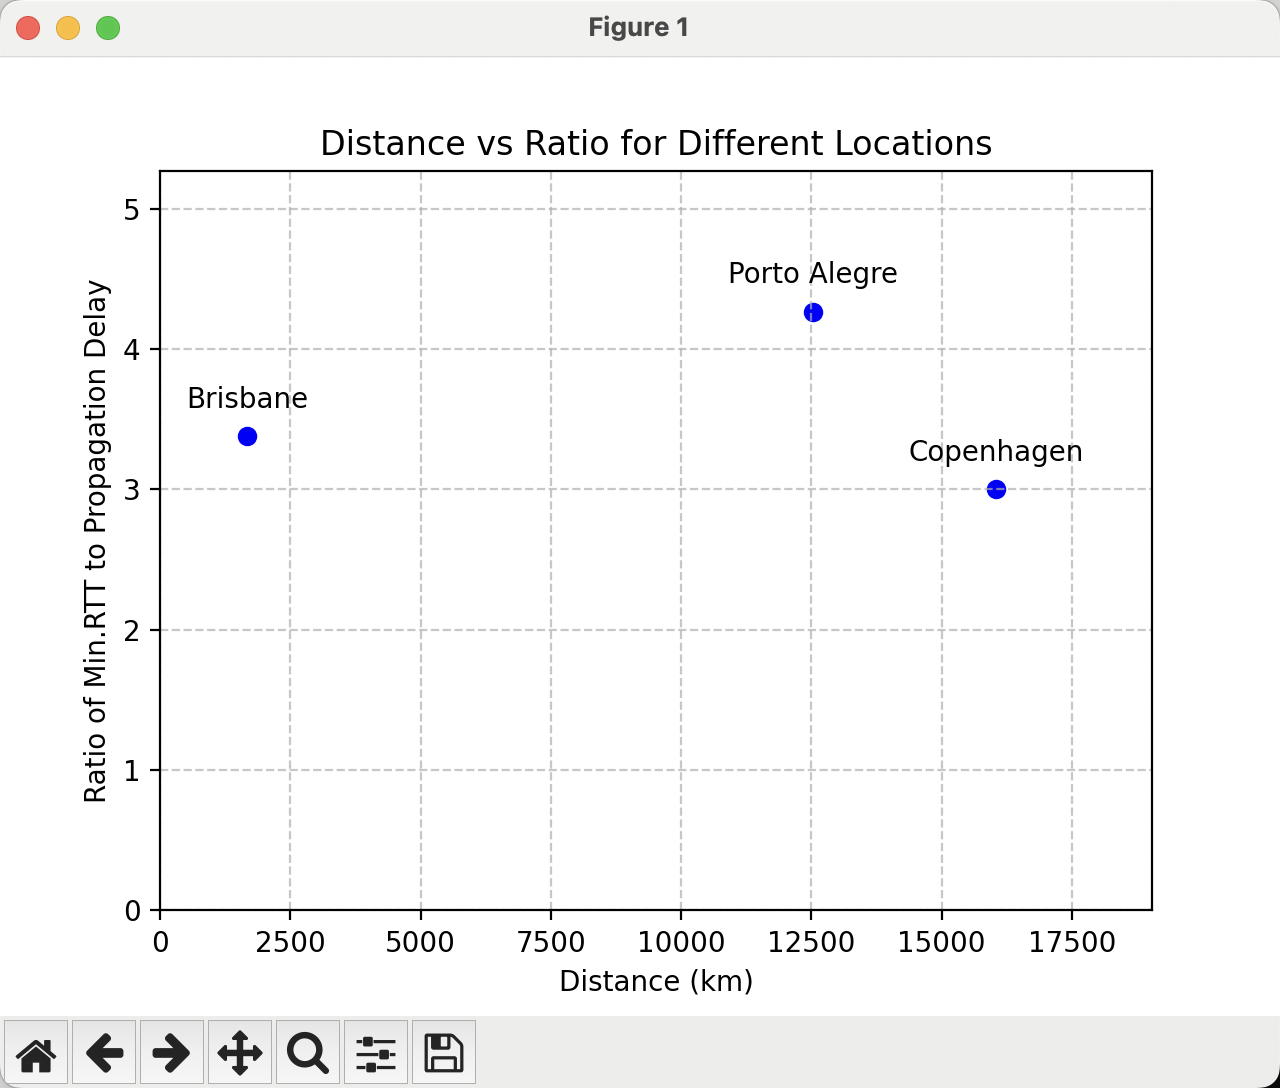 Figure 1
Distance vs Ratio for Different Locations
Ratio of Min.RTT to Propagation Delay
5
4
3
2
1
0
Porto Alegre
Brisbane
Copenhagen
0 2500 5000 7500 10000 12500 15000 17500
Distance (km)